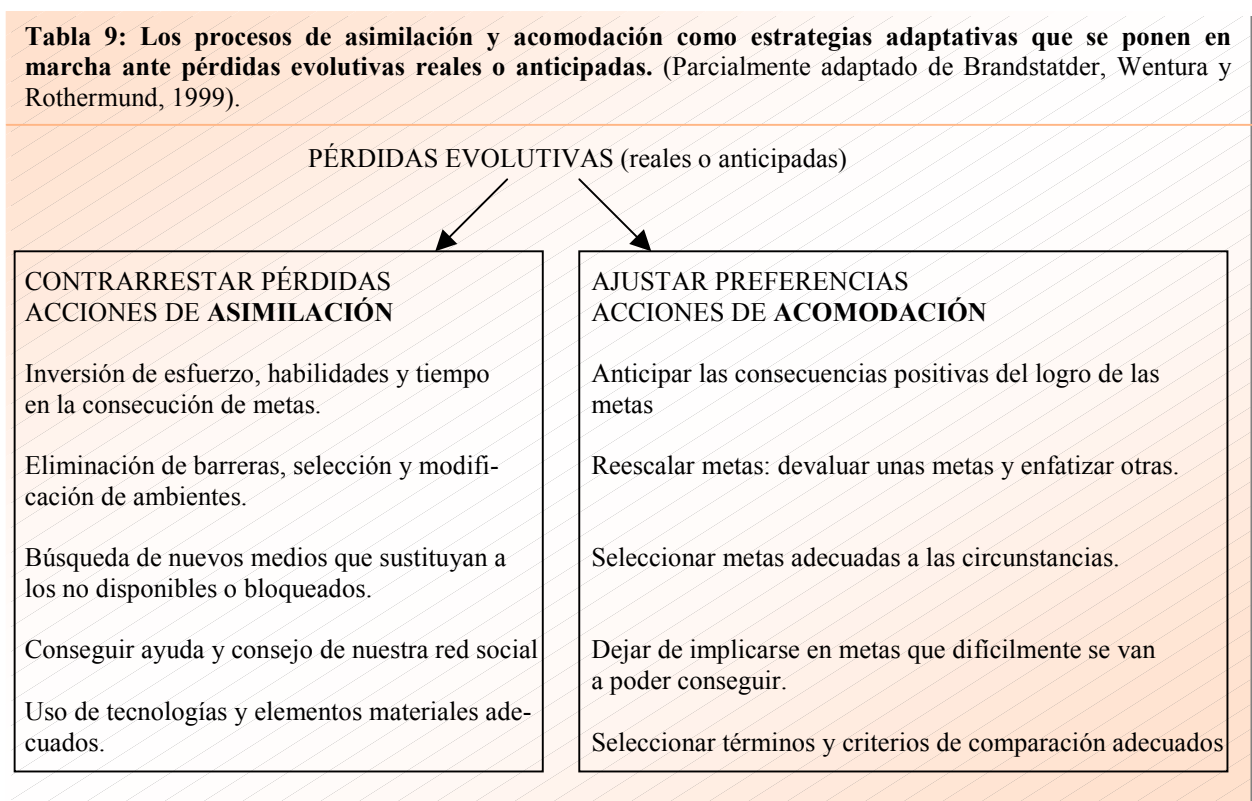 Tabla 9: Los procesos de asimilación y acomodación como estrategias adaptativas que se ponen en
marcha ante pérdidas evolutivas reales o anticipadas. (Parcialmente adaptado de Brandstatder, Wentura y
Rothermund, 1999).
PÉRDIDAS EVOLUTIVAS (reales o anticipadas)
CONTRARRESTAR PÉRDIDAS
ACCIONES DE ASIMILACIÓN
Inversión de esfuerzo, habilidades y tiempo
en la consecución de metas.
Eliminación de barreras, selección y modifi-
cación de ambientes.
Búsqueda de nuevos medios que sustituyan a
los no disponibles o bloqueados.
Conseguir ayuda y consejo de nuestra red social
Uso de tecnologías y elementos materiales ade-
cuados.
AJUSTAR PREFERENCIAS
ACCIONES DE ACOMODACIÓN
Anticipar las consecuencias positivas del logro de las
metas
Reescalar metas: devaluar unas metas y enfatizar otras.
Seleccionar metas adecuadas a las circunstancias.
Dejar de implicarse en metas que difícilmente se van
a poder conseguir.
Seleccionar términos y criterios de comparación adecuados